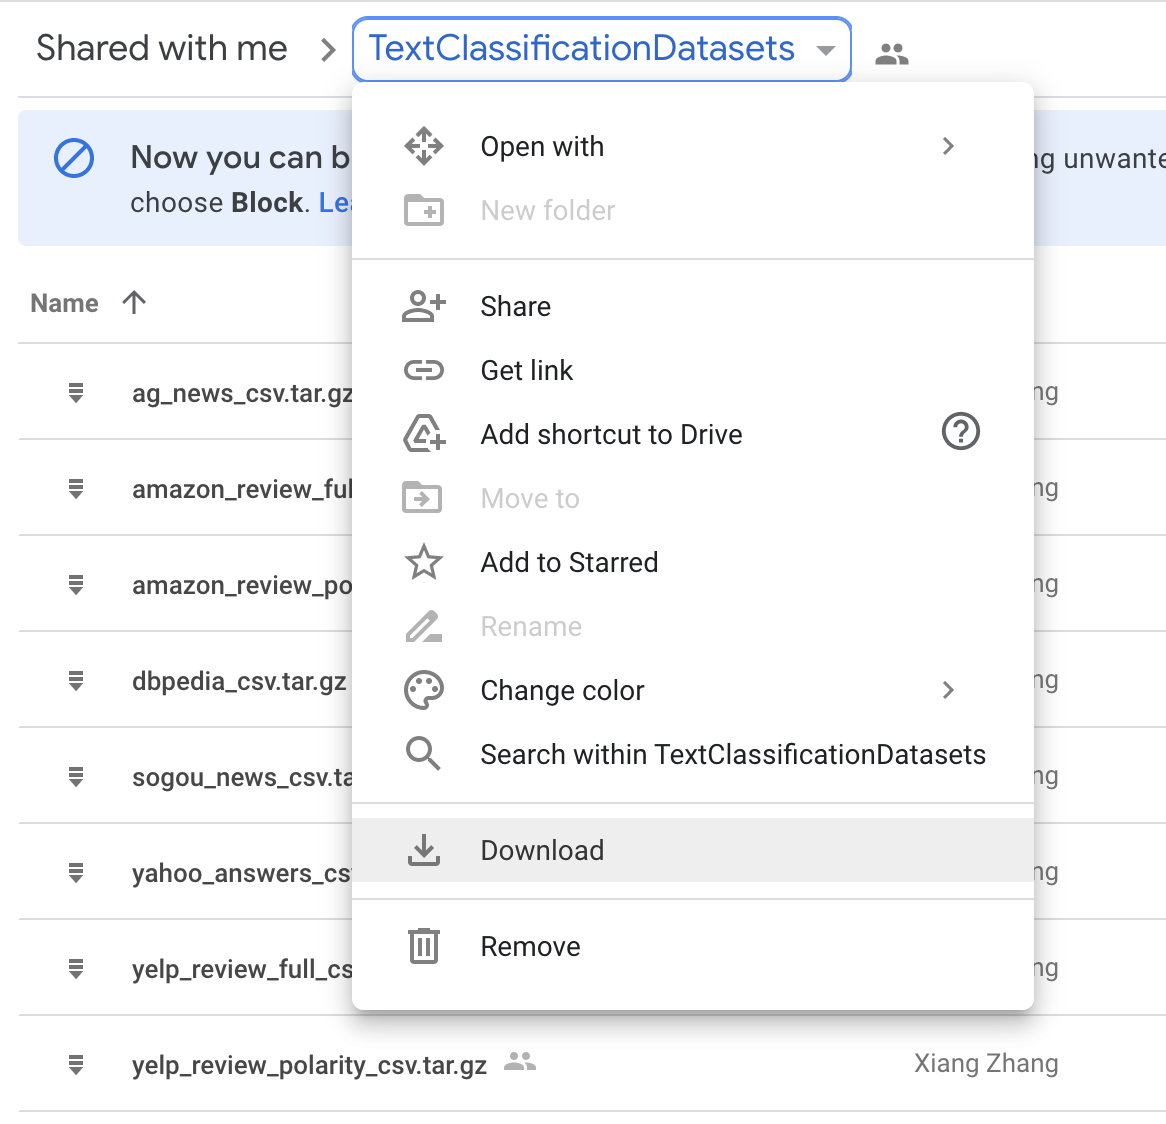 Shared with me > TextClassificationDatasets
Now you can b
ng unwante
choose Block. Lea
Open with
New folder
Share
Get link
Add shortcut to Drive
Move to
Add to Starred
Rename
Change color
Search within TextClassificationDatasets
Download
Remove
Name
ag_news_csv.tar.gz
ng
amazon_review_ful
ng
amazon_review_po
ng
dbpedia_csv.tar.gz
ng
sogou_news_csv.ta
ng
yahoo_answers_csv
ng
yelp_review_full_cs
ng
yelp_review_polarity_csv.tar.gz
Xiang Zhang